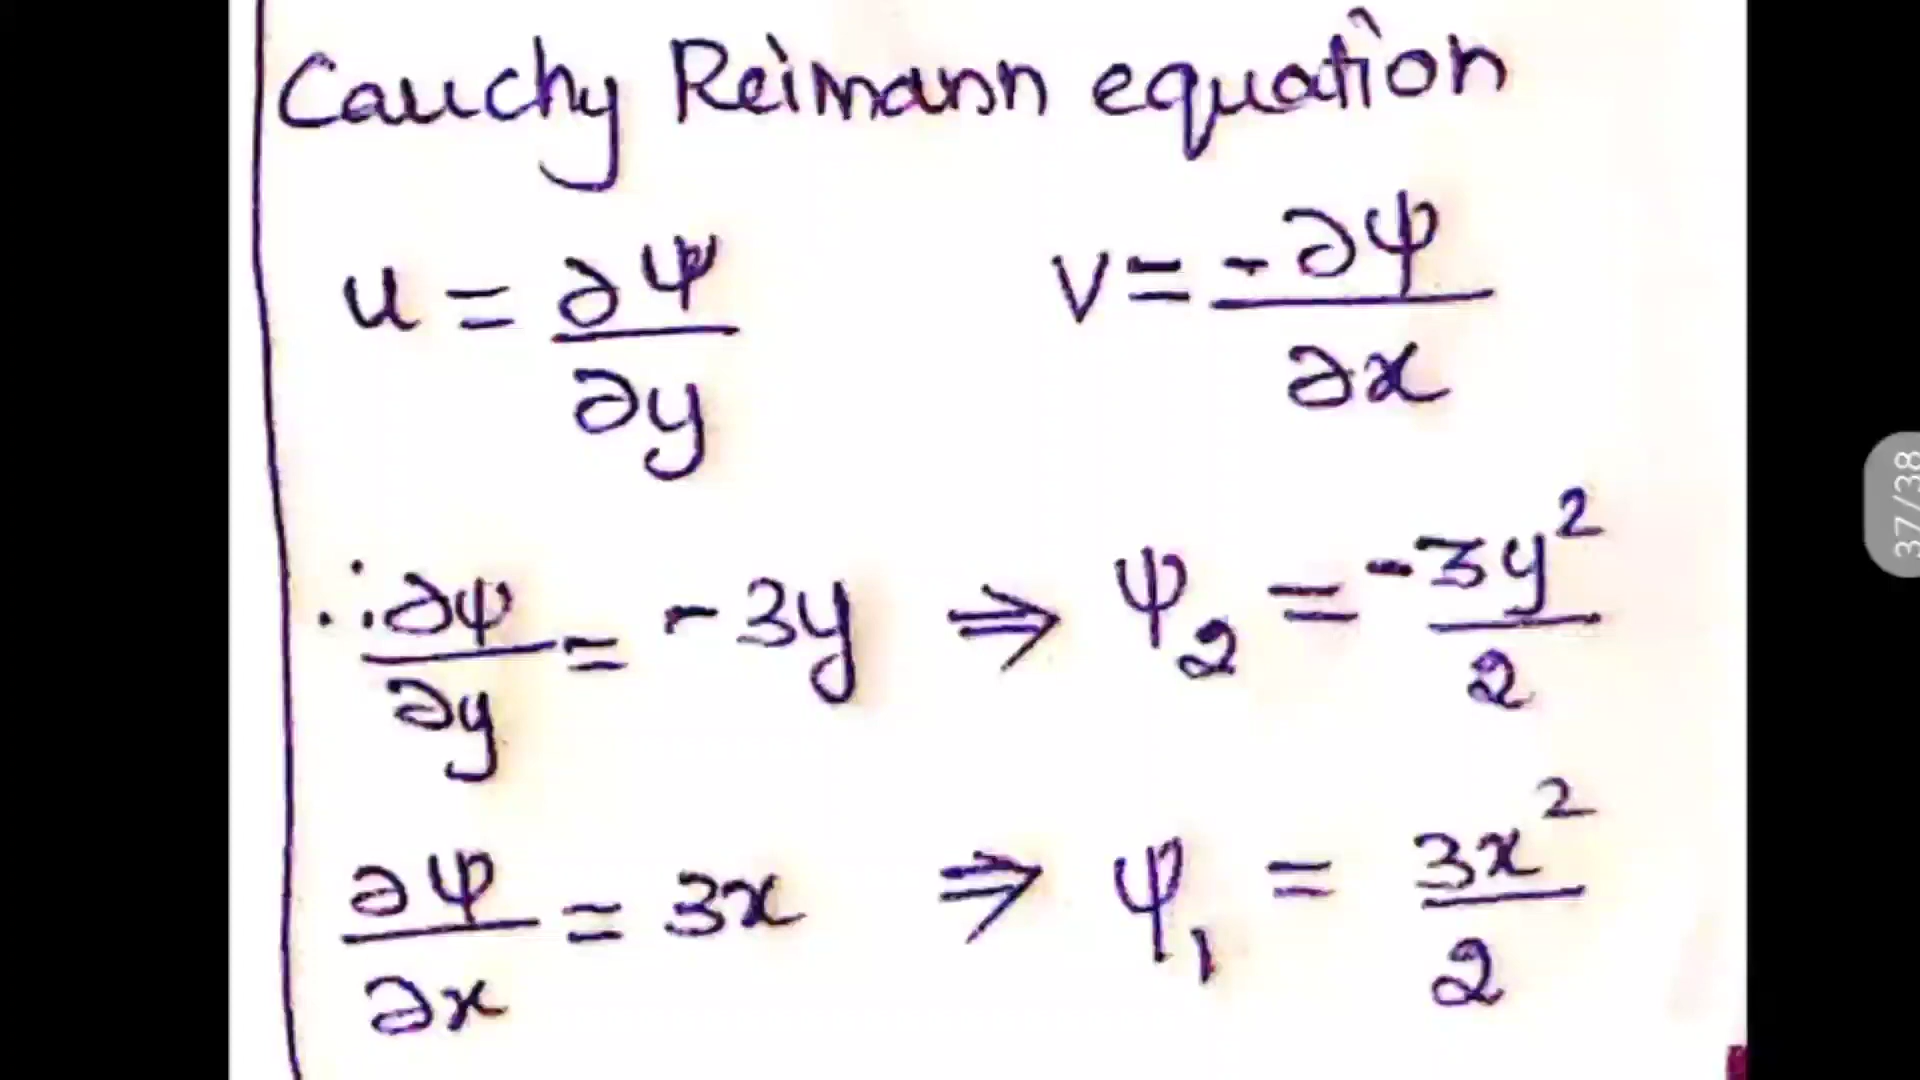 Cauchy Reimann equation
u = ∂ψ/∂y    v = -∂ψ/∂x
∴ ∂ψ/∂y = -3y ⇒ ψ₂ = -3y²/2
∂ψ/∂x = 3x ⇒ ψ₁ = 3x²/2
37/38